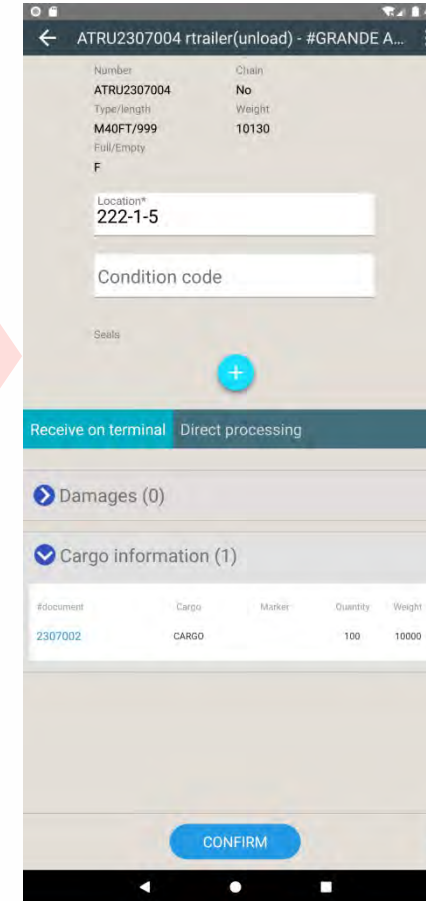 ATRU2307004 rtrailer(unload) - #GRANDE A...
Number Chain
ATRU2307004 No
Type/length Weight
M40FT/999 10130
Full/Empty
F
Location*
222-1-5
Condition code
Seals
+
Receive on terminal Direct processing
Damages (0)
Cargo information (1)
#document Cargo Marker Quantity Weight
2307002 CARGO 100 10000
CONFIRM